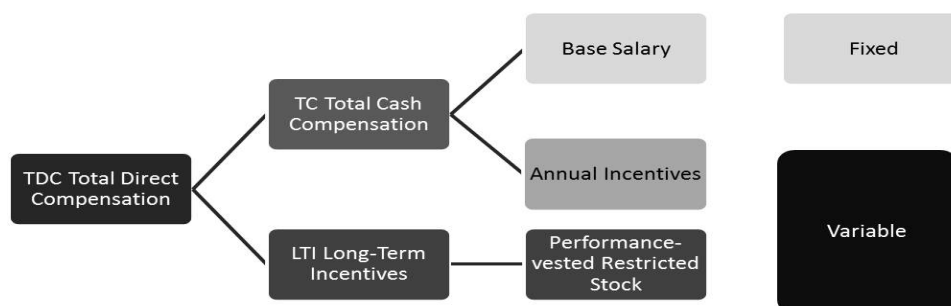 Base Salary
Fixed
TC Total Cash
Compensation
TDC Total Direct
Compensation
Annual Incentives
Variable
LTI Long-Term
Incentives
Performance-
vested Restricted
Stock